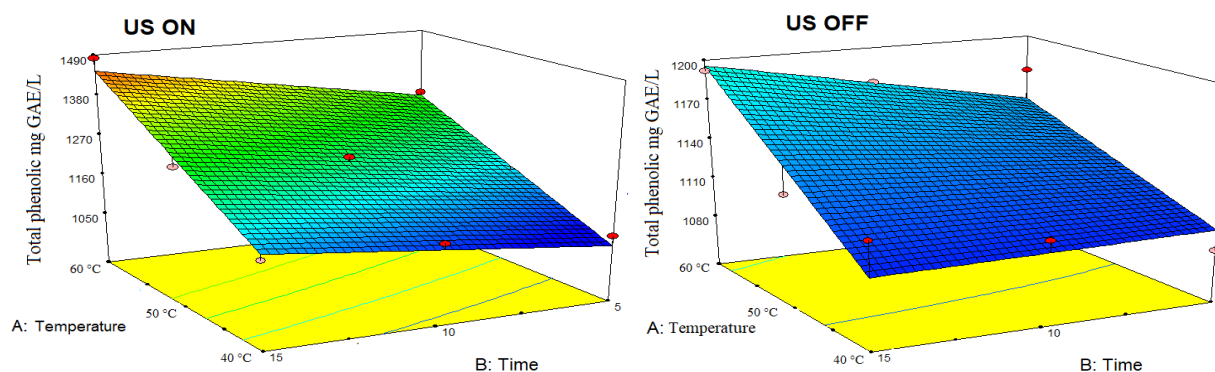 US ON
Total phenolic mg GAE/L
1490
1380
1270
1160
1050
60 °C
50 °C
40 °C
A: Temperature
15
10
5
B: Time
US OFF
Total phenolic mg GAE/L
1200
1170
1140
1110
1080
60 °C
50 °C
40 °C
A: Temperature
15
10
B: Time